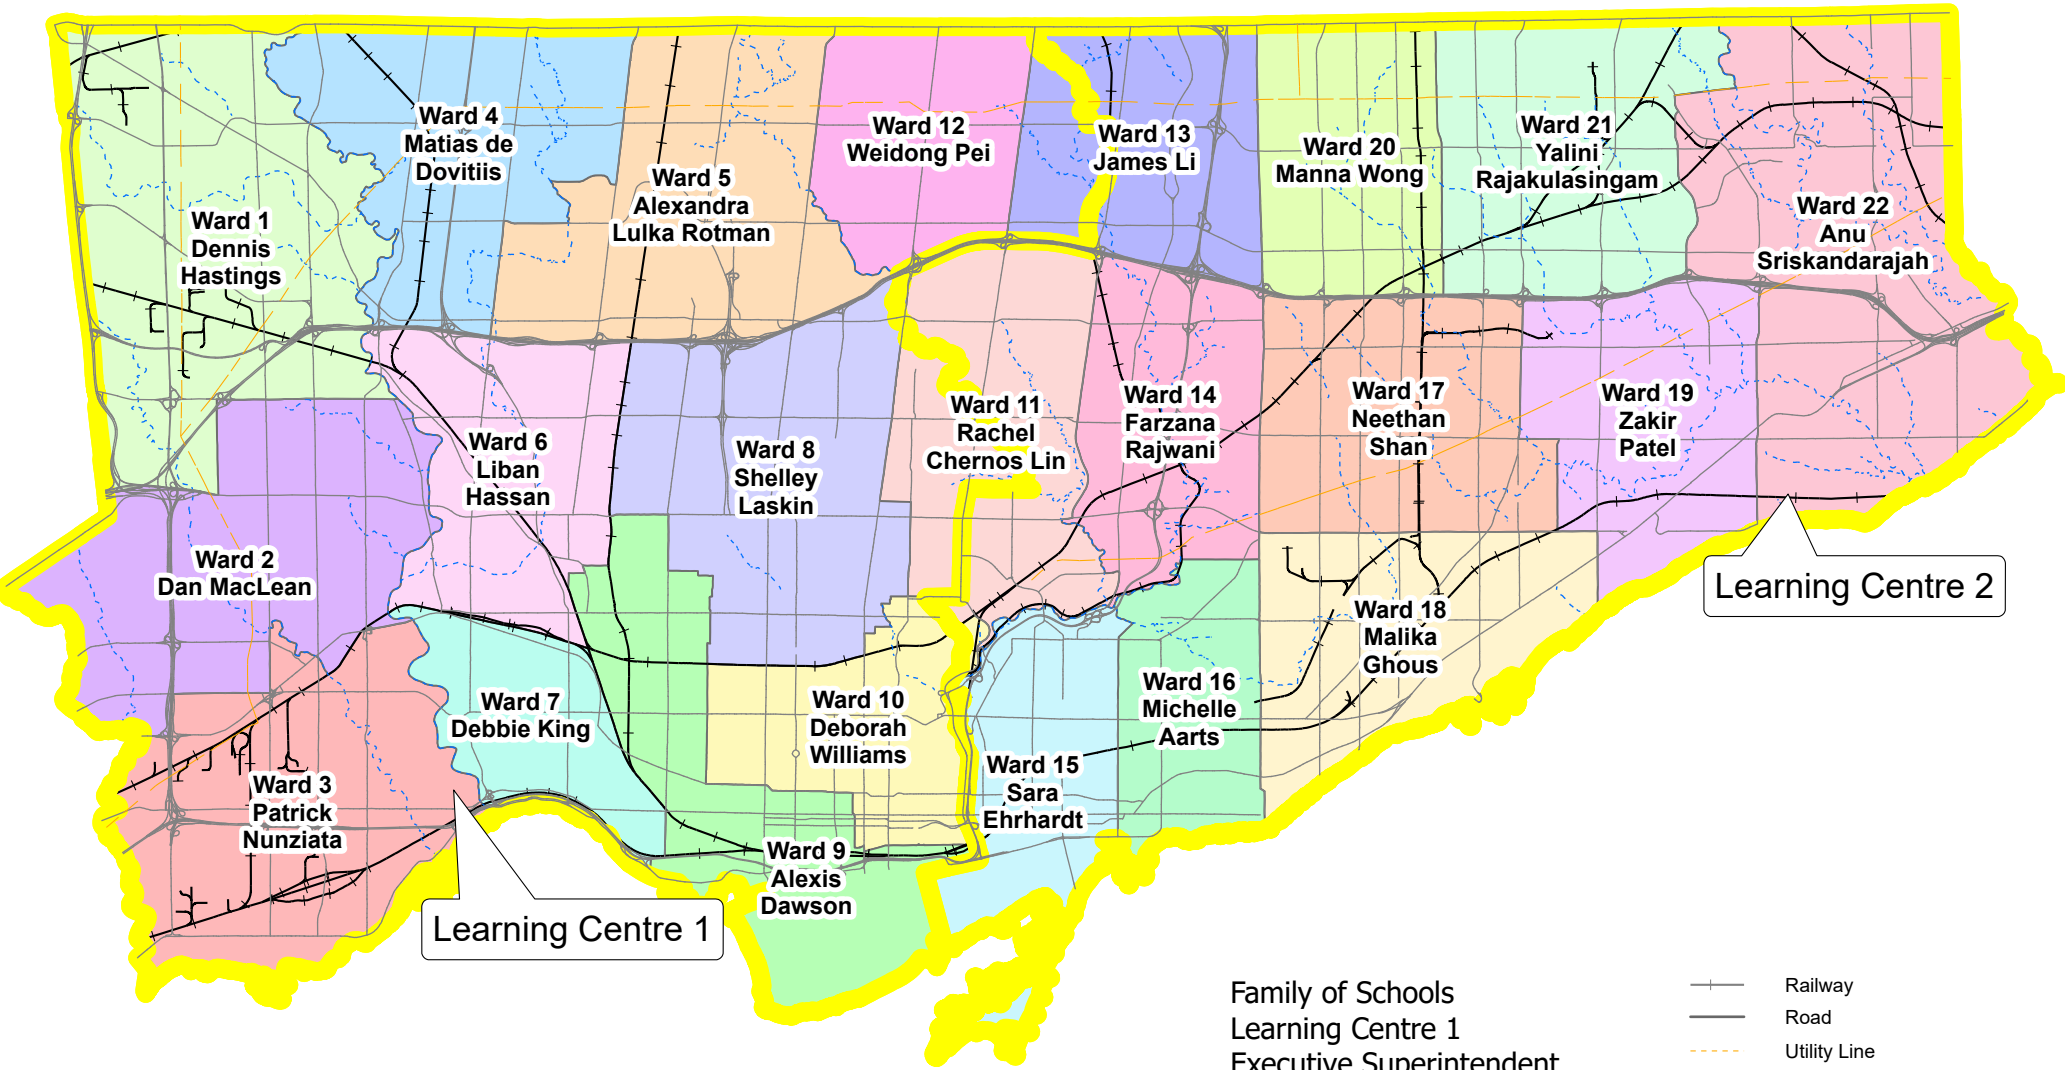 Ward 1
Dennis
Hastings
Ward 4
Matias de
Dovitiis
Ward 5
Alexandra
Lulka Rotman
Ward 12
Weidong Pei
Ward 13
James Li
Ward 20
Manna Wong
Ward 21
Yalini
Rajakulasingam
Ward 22
Anu
Sriskandarajah
Ward 2
Dan MacLean
Ward 6
Liban
Hassan
Ward 8
Shelley
Laskin
Ward 11
Rachel
Chernos Lin
Ward 14
Farzana
Rajwani
Ward 17
Neethan
Shan
Ward 19
Zakir
Patel
Learning Centre 2
Ward 3
Patrick
Nunziata
Ward 7
Debbie King
Ward 10
Deborah
Williams
Ward 9
Alexis
Dawson
Ward 15
Sara
Ehrhardt
Ward 16
Michelle
Aarts
Ward 18
Malika
Ghous
Learning Centre 1
Family of Schools
Learning Centre 1
Executive Superintendent
Railway
Road
Utility Line